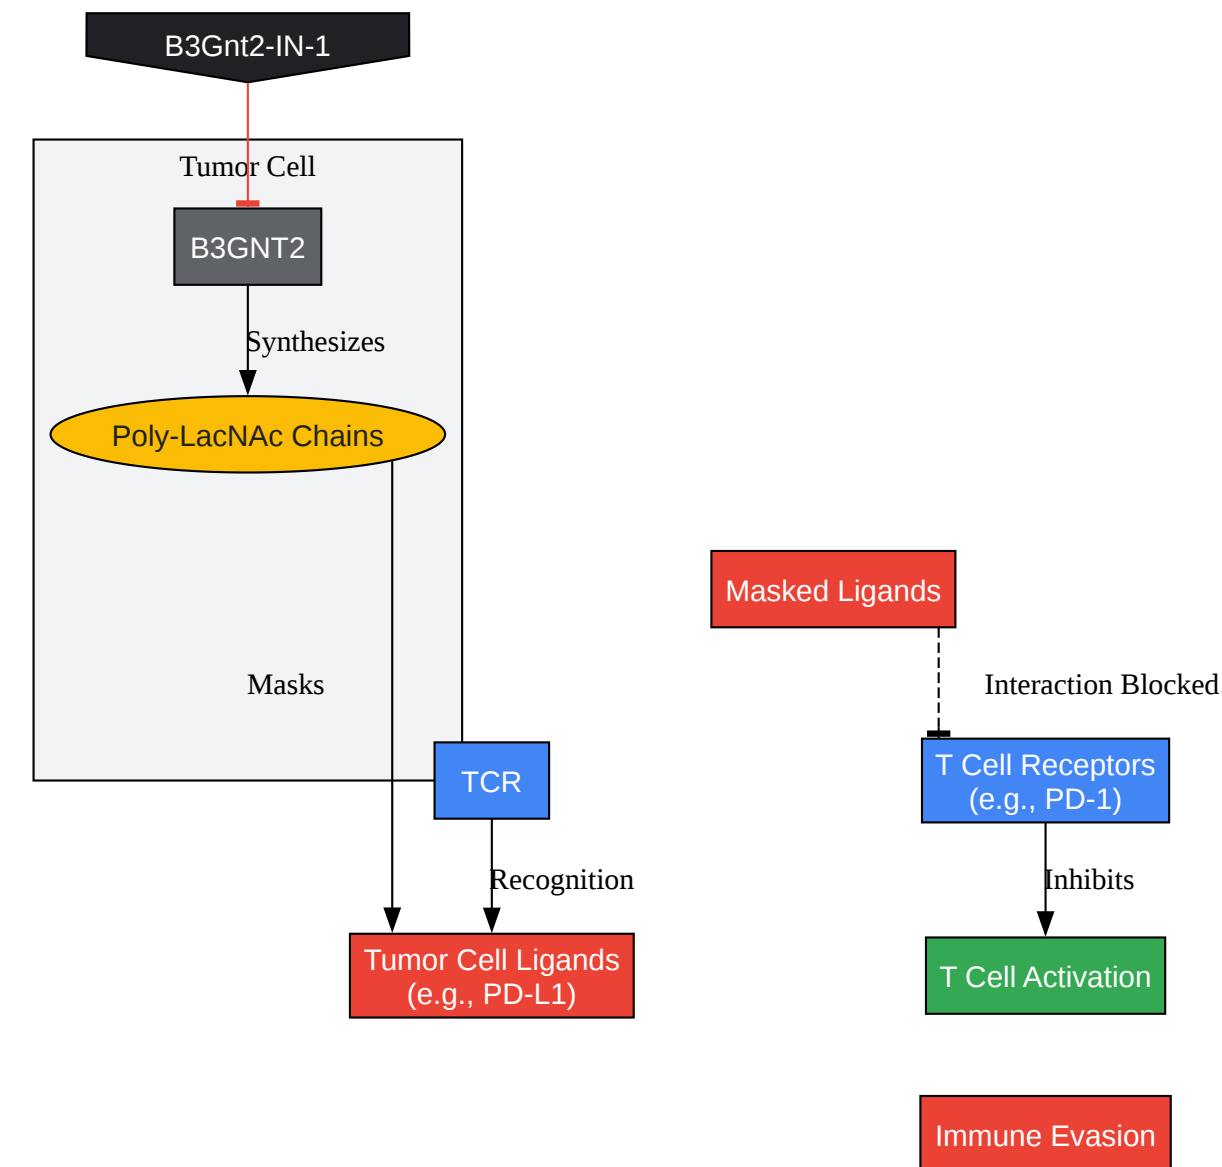 B3Gnt2-IN-1
Tumor Cell
B3GNT2
Synthesizes
Poly-LacNAc Chains
Masked Ligands
Masks
Interaction Blocked
TCR
T Cell Receptors
(e.g., PD-1)
Recognition
Inhibits
Tumor Cell Ligands
(e.g., PD-L1)
T Cell Activation
Immune Evasion